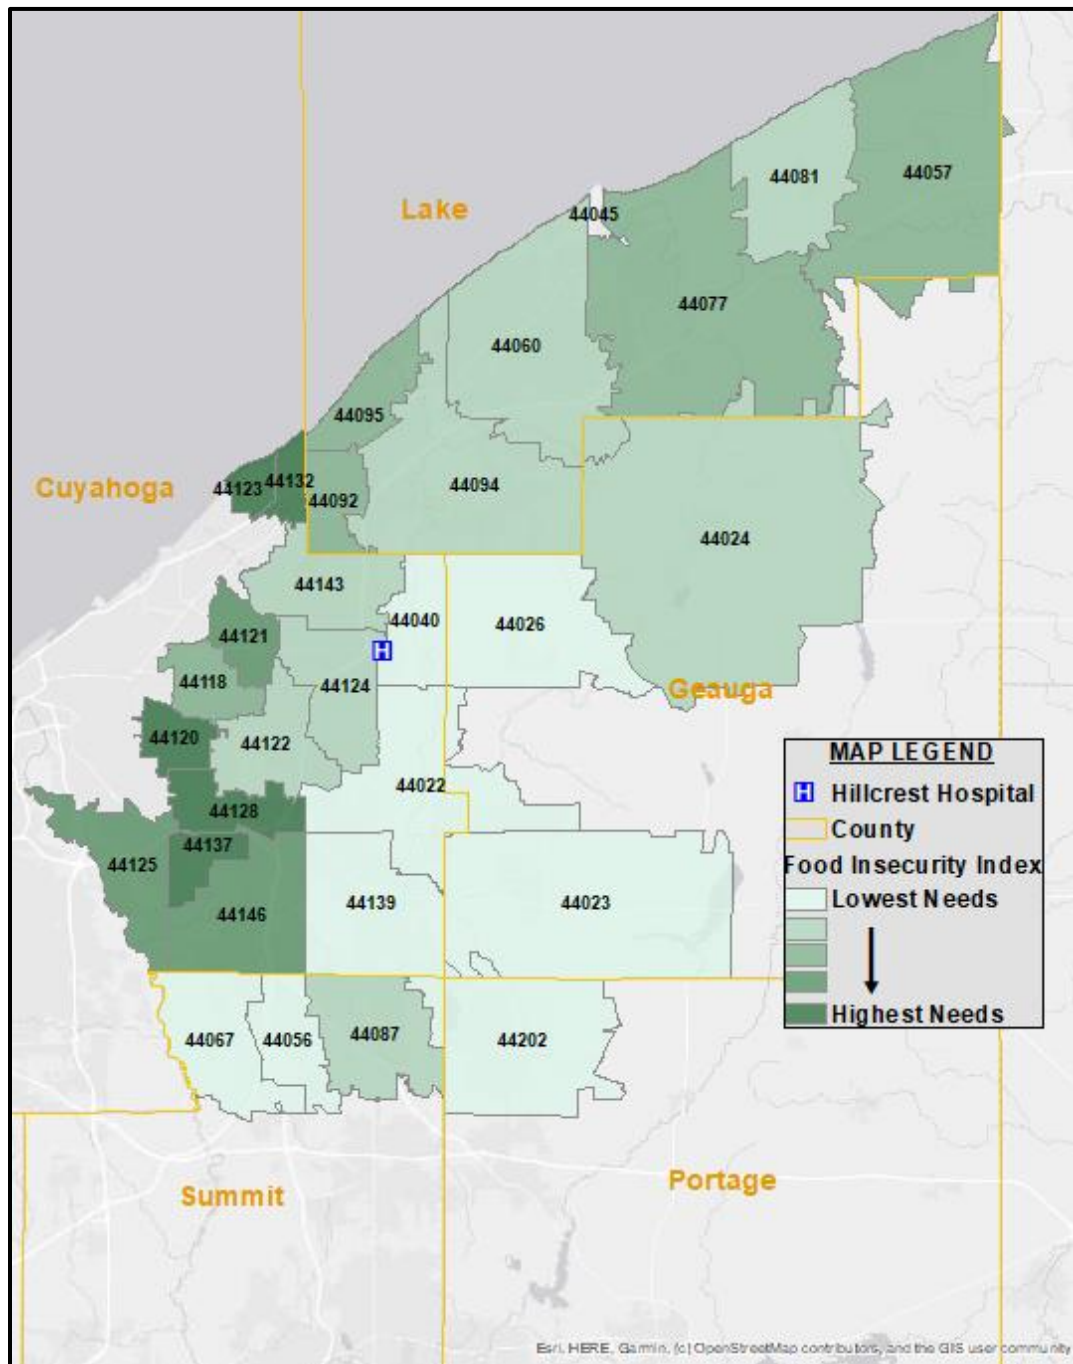 44057
44081
Lake
44045
44077
44060
44095
44132
Cuyahoga
44123
44092
44094
44024
44143
44040
44026
44121
H
44118
44124
Geauga
44120
44122
MAP LEGEND
44022
H Hillcrest Hospital
44128
County
44137
44125
Food Insecurity Index
44139
44023
Lowest Needs
44146
Highest Needs
44067
44056
44087
44202
Portage
Summit
Esri, HERE, Garmin, (c) OpenStreetMap contributors, and the GIS user community